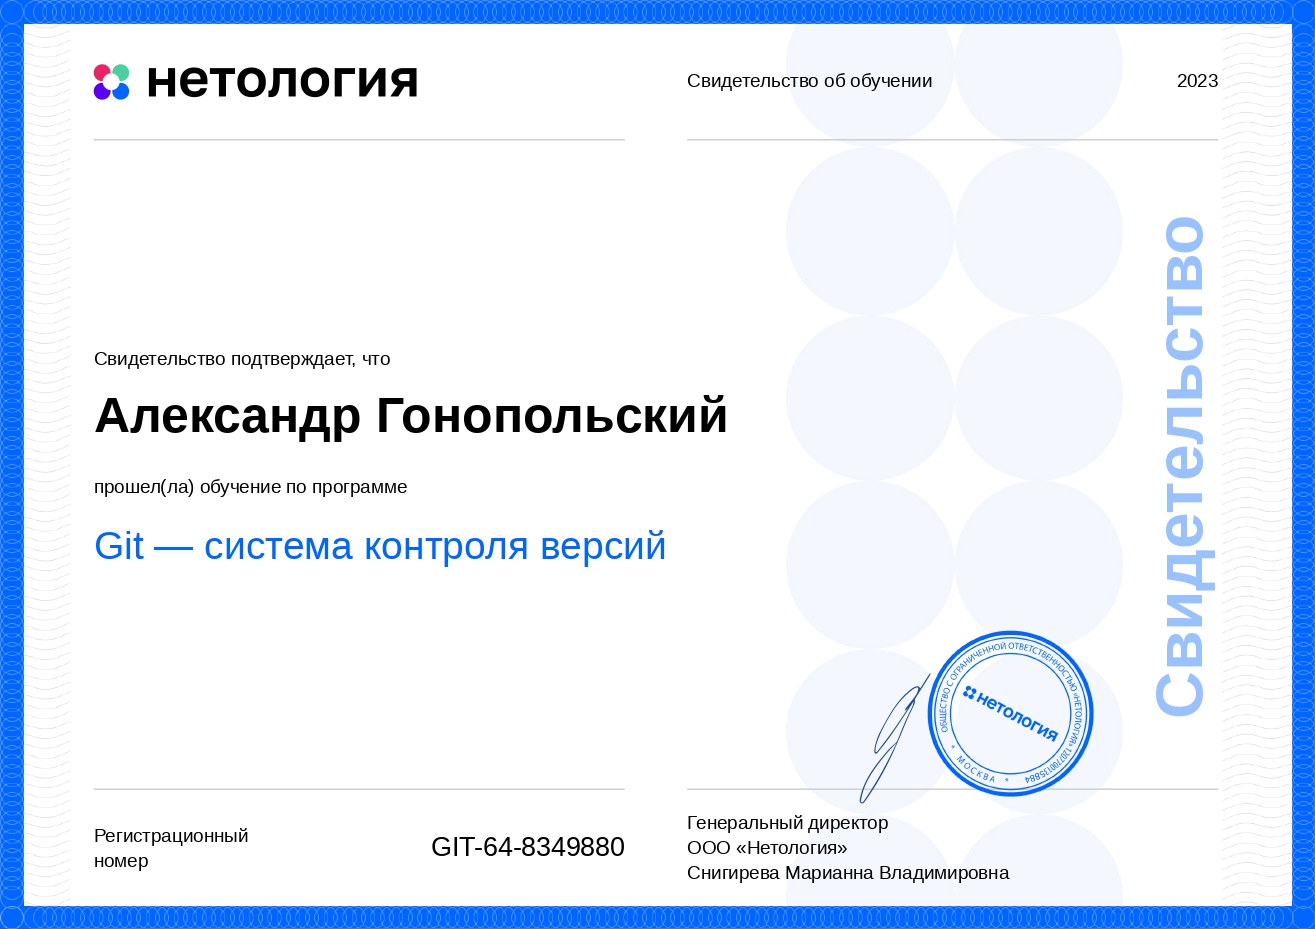 нетология
Свидетельство об обучении
2023
Свидетельство подтверждает, что
Александр Гонопольский
прошел(ла) обучение по программе
Git — система контроля версий
Свидетельство
ОБЩЕСТВО С ОГРАНИЧЕННОЙ ОТВЕТСТВЕННОСТЬЮ «НЕТОЛОГИЯ» 1207700135884
* МОСКВА *
нетология
Регистрационный
номер
GIT-64-8349880
Генеральный директор
ООО «Нетология»
Снигирева Марианна Владимировна